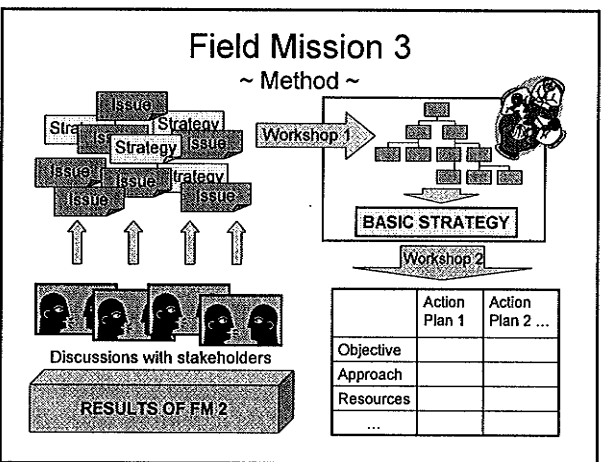 Field Mission 3
~ Method ~
Issue
Strategy
Issue
Strategy
Issue
Issue
Issue
Strategy
Issue
Issue
Discussions with stakeholders
RESULTS OF FM 2
Workshop 1
BASIC STRATEGY
Workshop 2
Action Plan 1
Action Plan 2 ...
Objective
Approach
Resources
...